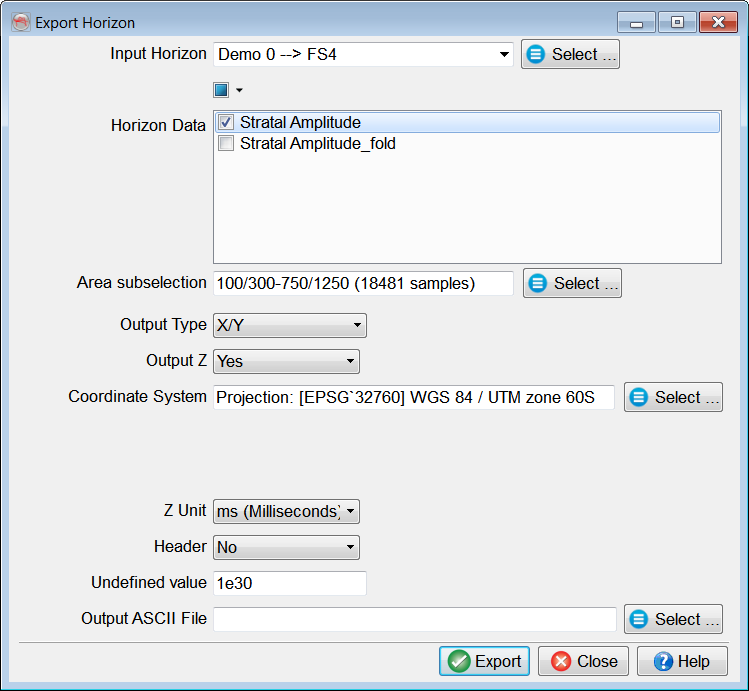 Export Horizon
Input Horizon Demo 0 --> FS4 Select ...
Horizon Data Stratal Amplitude
Stratal Amplitude_fold
Area subselection 100/300-750/1250 (18481 samples) Select ...
Output Type X/Y
Output Z Yes
Coordinate System Projection: [EPSG`32760] WGS 84 / UTM zone 60S Select ...
Z Unit ms (Milliseconds)
Header No
Undefined value 1e30
Output ASCII File Select ...
Export Close Help